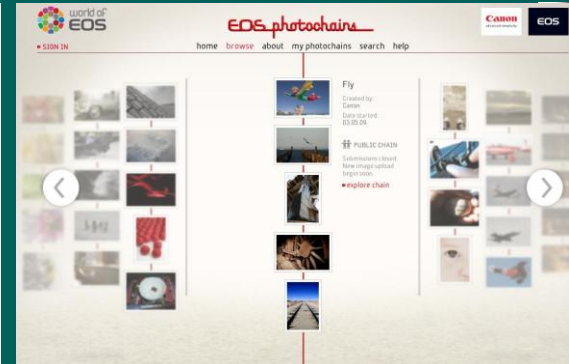 world of
EOS
SIGN IN
EOS photochains
home browse about my photochains search help
Canon
EOS
Fly
Created by
Canon
Date started
03.05.09
PUBLIC CHAIN
Submissions closed.
New image upload
begin soon.
explore chain